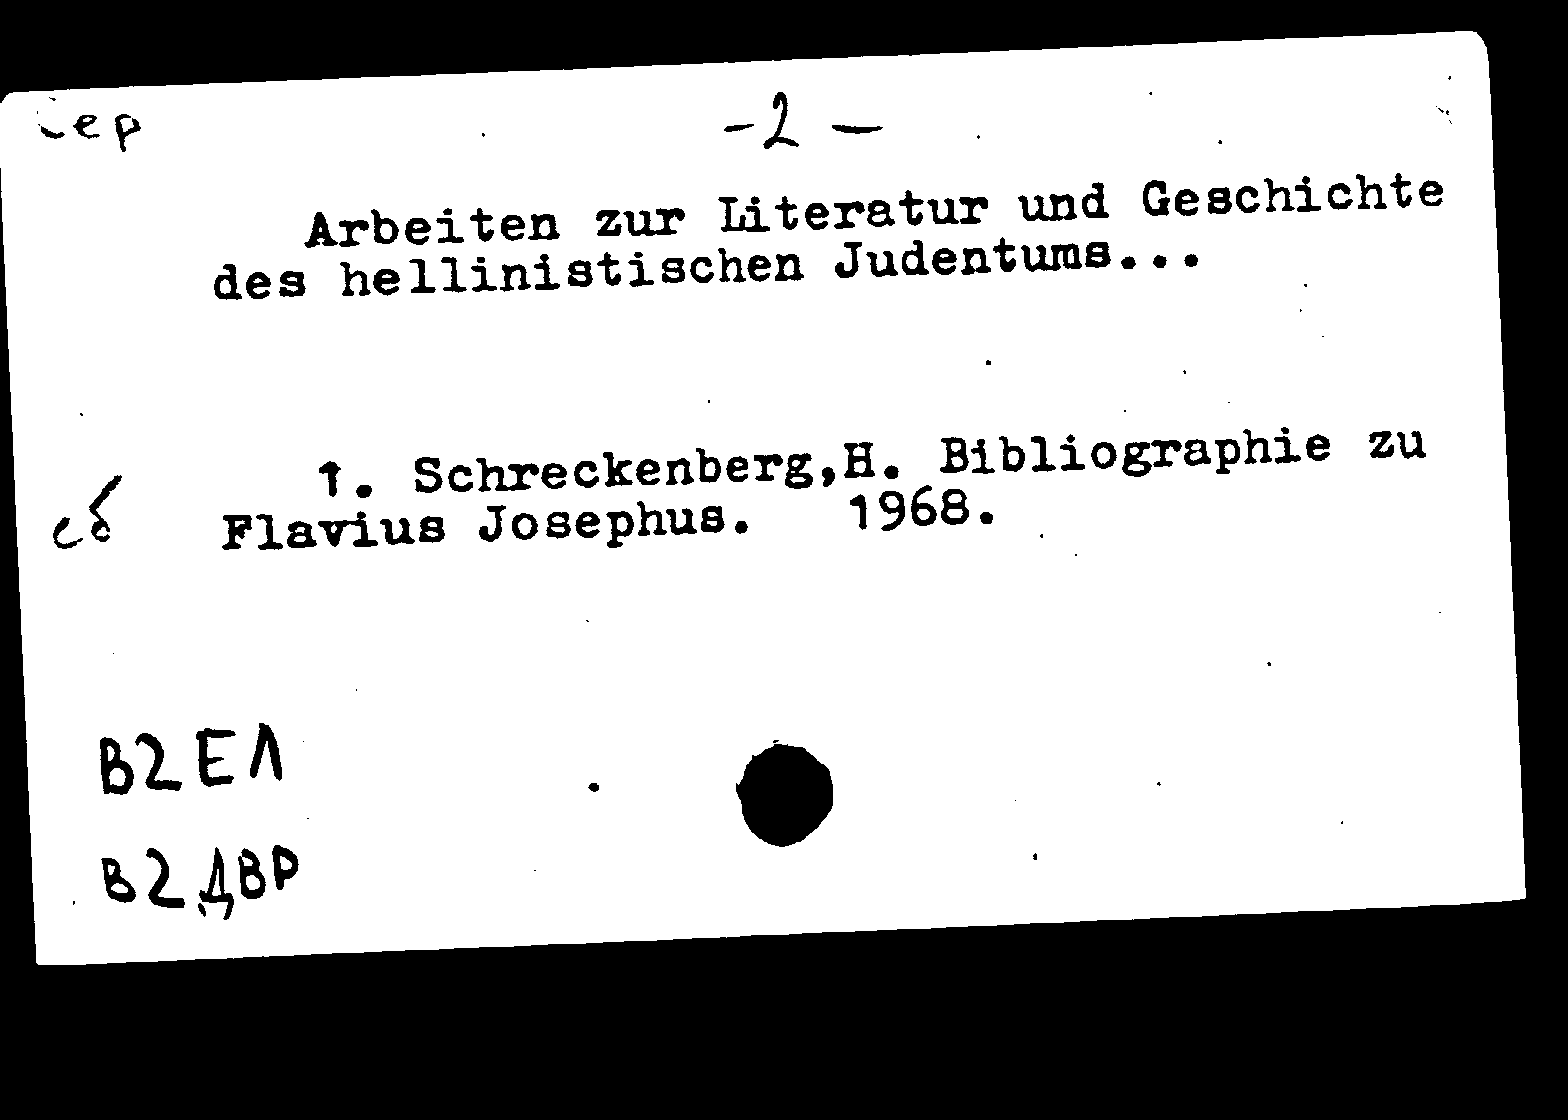 сер
-2-
Arbeiten zur Literatur und Geschichte
des hellinistischen Judentums...
1. Schreckenberg,H. Bibliographie zu
сб Flavius Josephus. 1968.
В2ЕЛ
В2ДВР